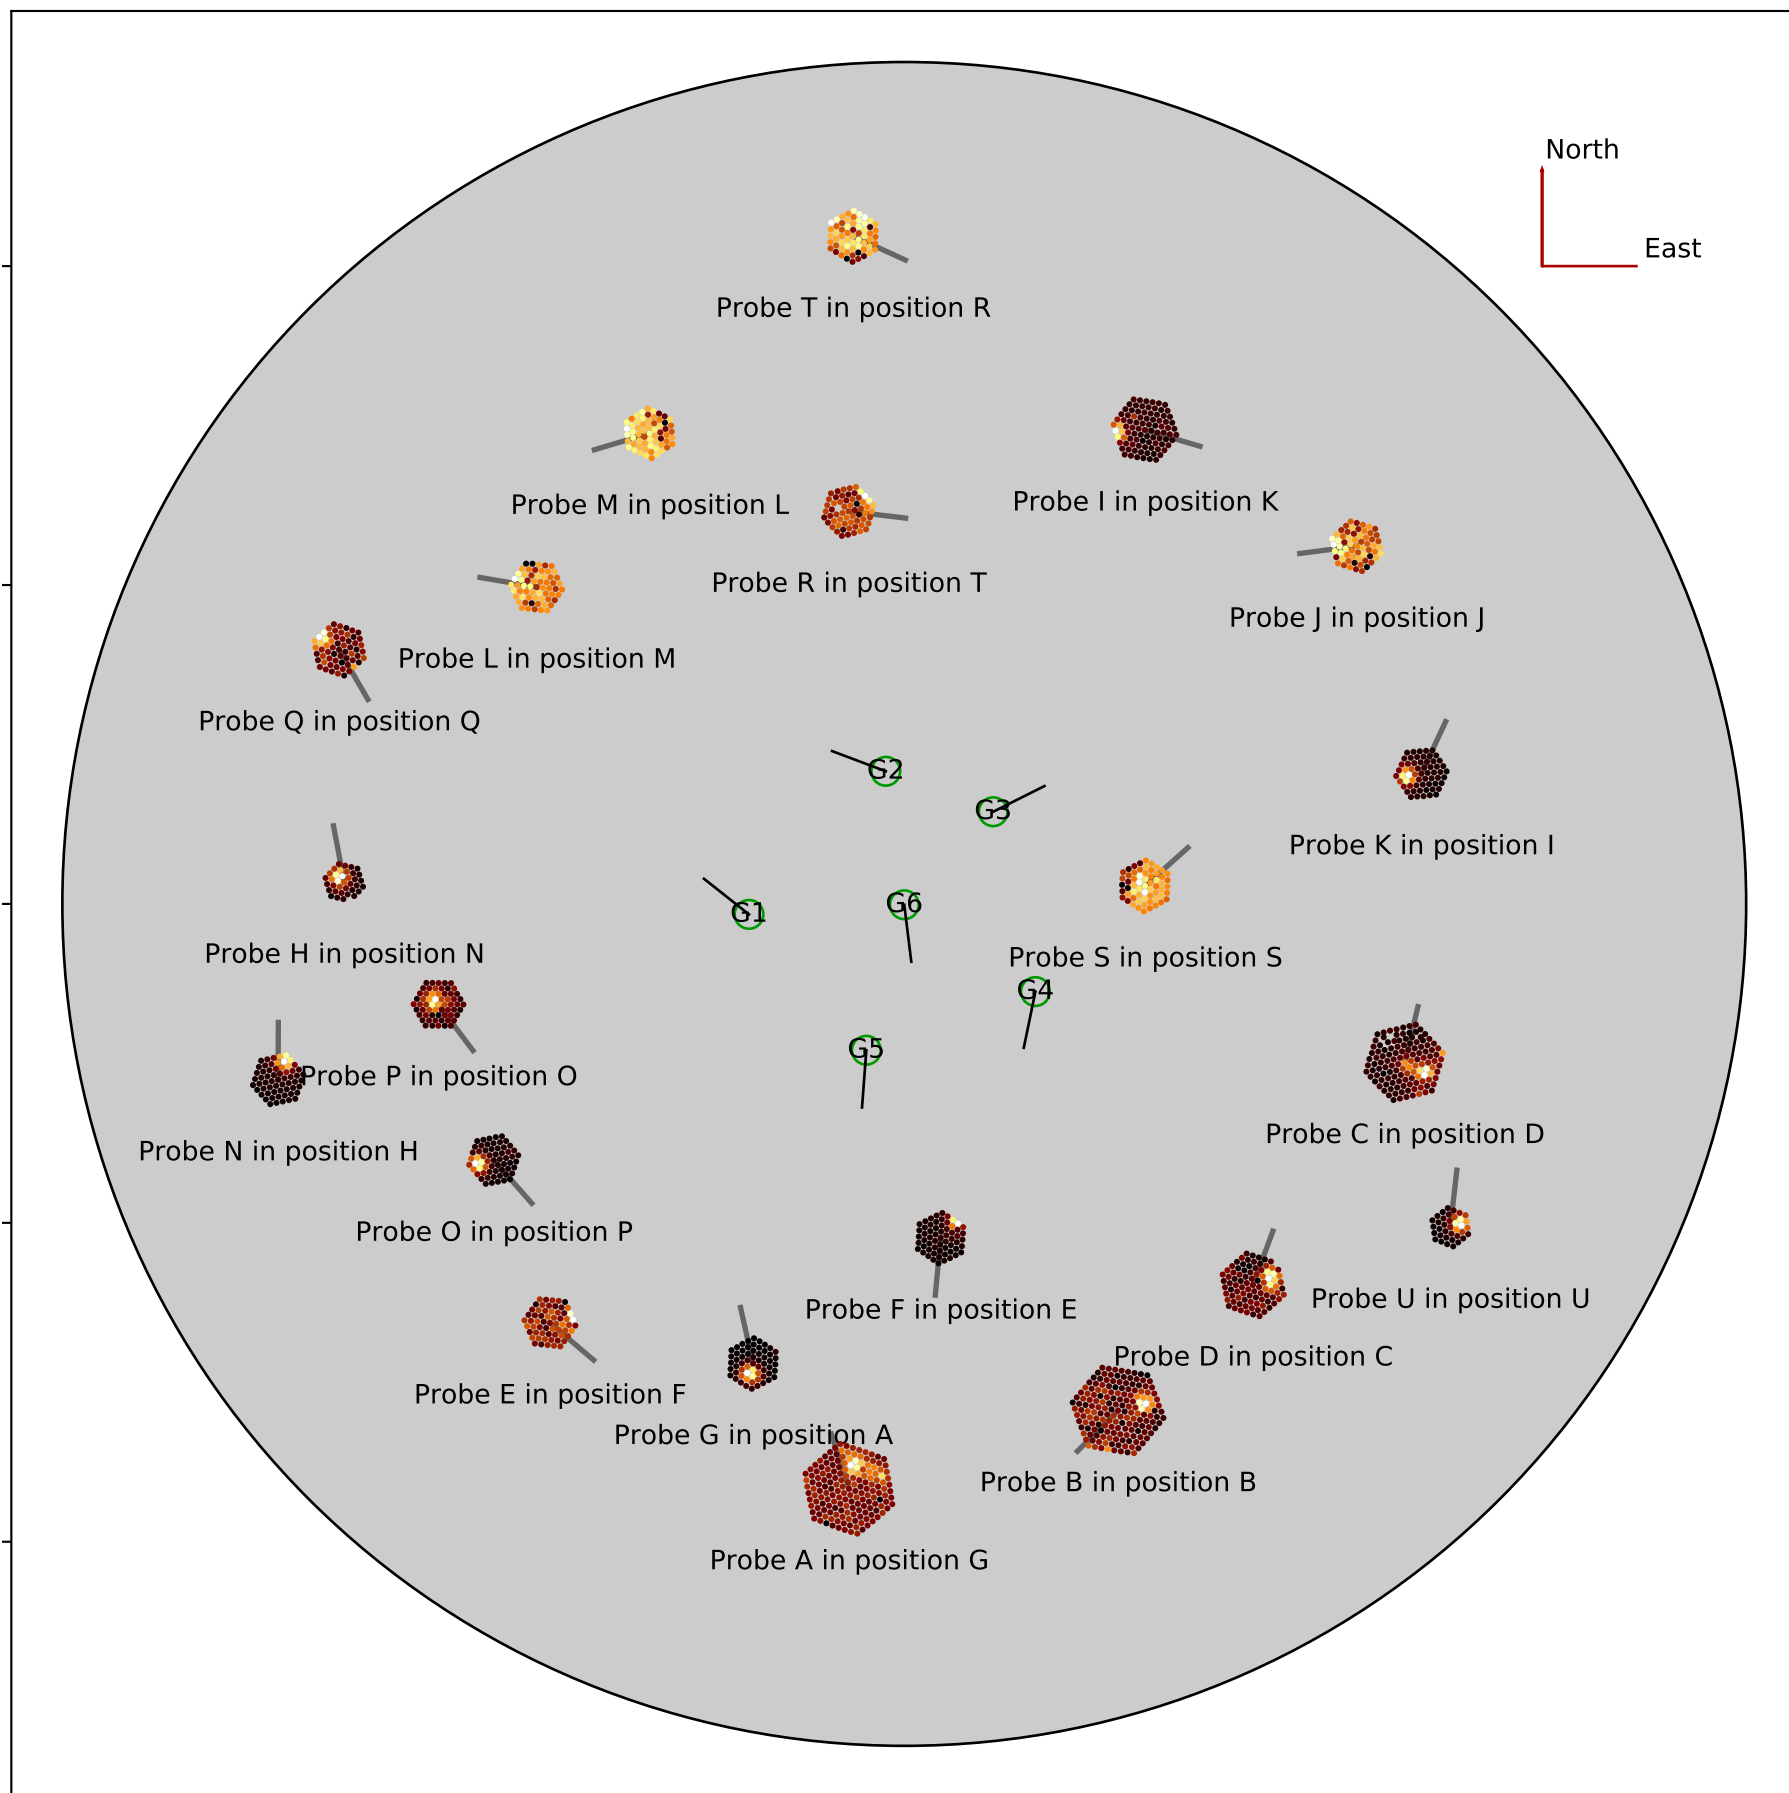 North
East
Probe T in position R
Probe M in position L
Probe I in position K
Probe R in position T
Probe J in position J
Probe L in position M
Probe Q in position Q
G2
G3
Probe K in position I
G6
G1
Probe H in position N
Probe S in position S
G4
G5
Probe P in position O
Probe C in position D
Probe N in position H
Probe O in position P
Probe U in position U
Probe F in position E
Probe D in position C
Probe E in position F
Probe G in position A
Probe B in position B
Probe A in position G